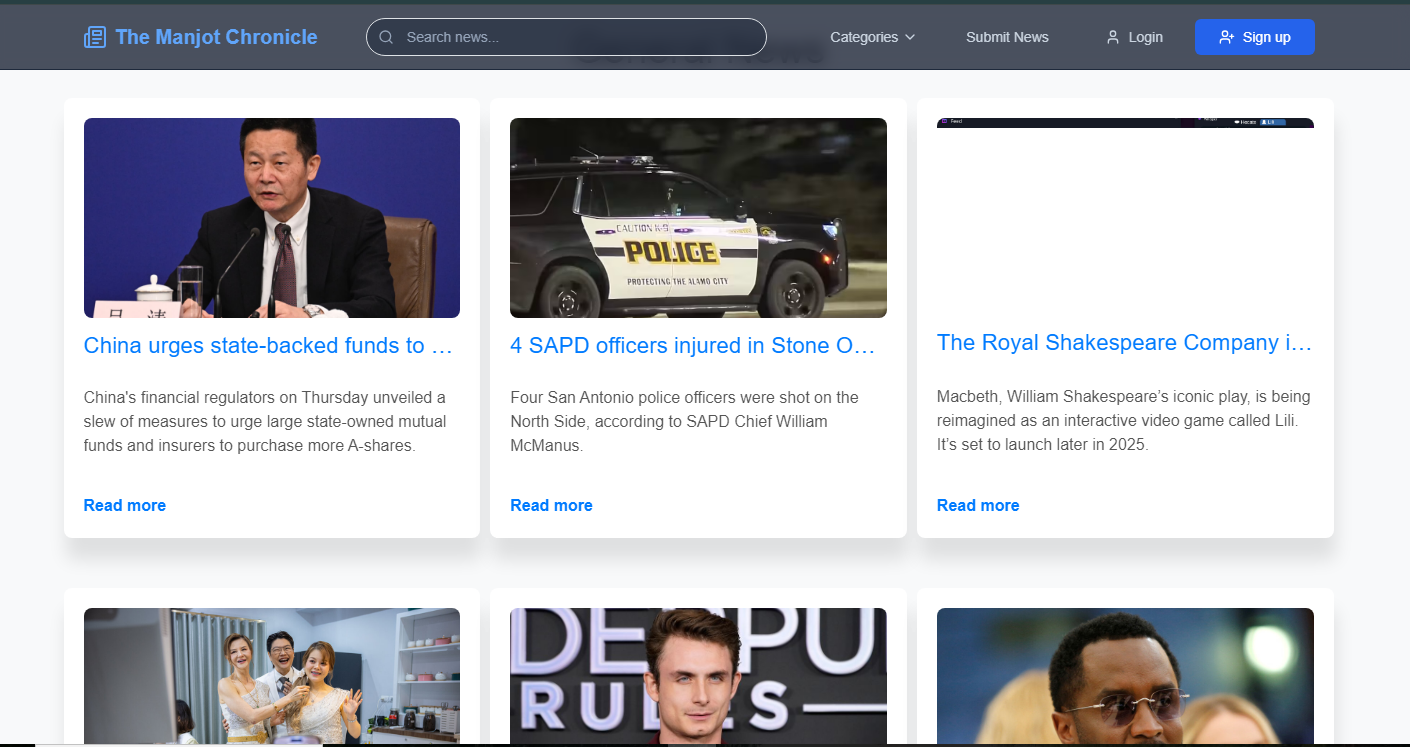 The Manjot Chronicle
Search news...
Categories
Submit News
Login
Sign up
General News
Feed
CAUTION K-9
POLICE
PROTECTING THE ALAMO CITY
China urges state-backed funds to …
4 SAPD officers injured in Stone O…
The Royal Shakespeare Company i…
China's financial regulators on Thursday unveiled a
slew of measures to urge large state-owned mutual
funds and insurers to purchase more A-shares.
Four San Antonio police officers were shot on the
North Side, according to SAPD Chief William
McManus.
Macbeth, William Shakespeare’s iconic play, is being
reimagined as an interactive video game called Lili.
It’s set to launch later in 2025.
Read more
Read more
Read more
DERPU
RULES